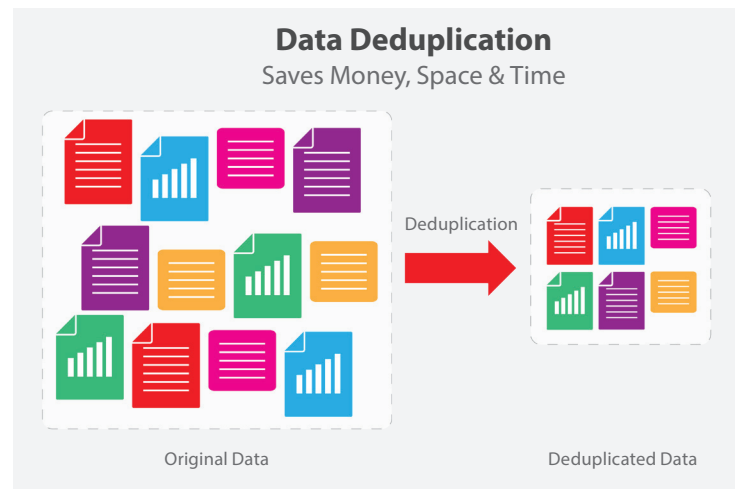 Data Deduplication
Saves Money, Space & Time
Deduplication
Original Data
Deduplicated Data